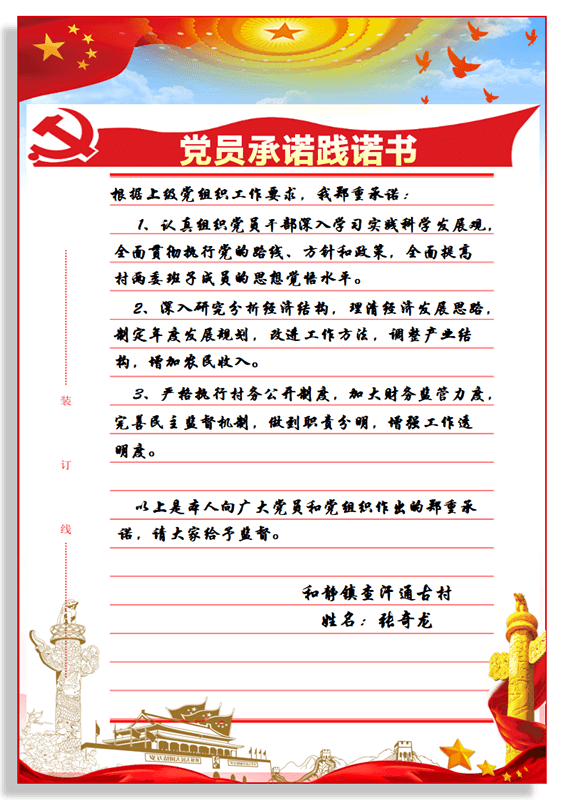 党员承诺践诺书
根据上级党组织工作要求，我郑重承诺：
1、认真组织党员干部深入学习实践科学发展观，
全面贯彻执行党的路线、方针和政策，全面提高
村两委班子成员的思想觉悟水平。
2、深入研究分析经济结构，理清经济发展思路，
制定年度发展规划，改进工作方法，调整产业结
构，增加农民收入。
3、严格执行村务公开制度，加大财务监管力度，
完善民主监督机制，做到职责分明，增强工作透
明度。
以上是本人向广大党员和党组织作出的郑重承
诺，请大家给予监督。
和静镇查汗通古村
姓名：张奇龙
装
订
线